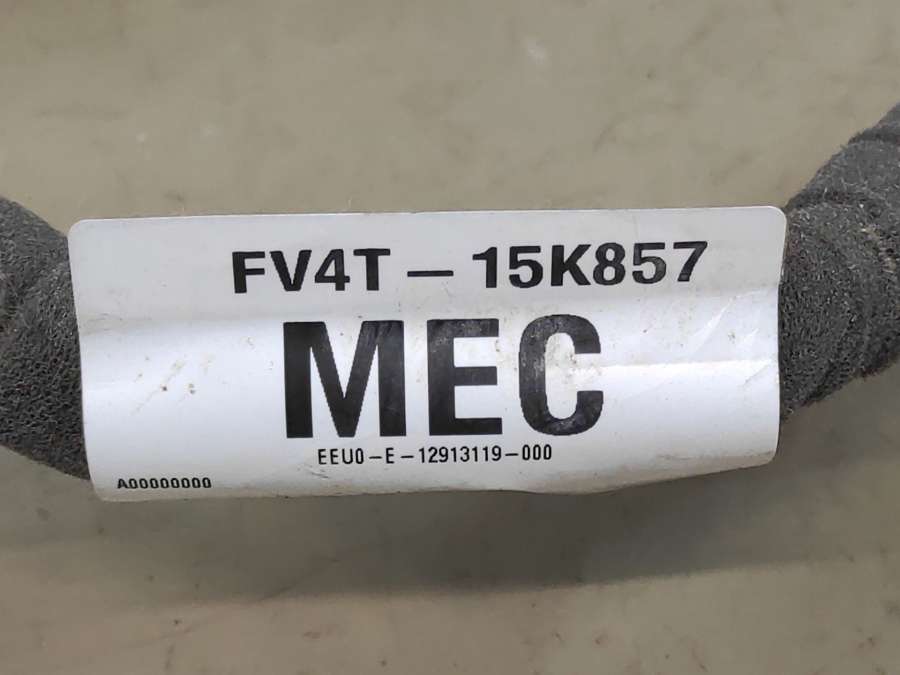 FV4T – 15K857
MEC
EEU0-E-12913119-000
A00000000